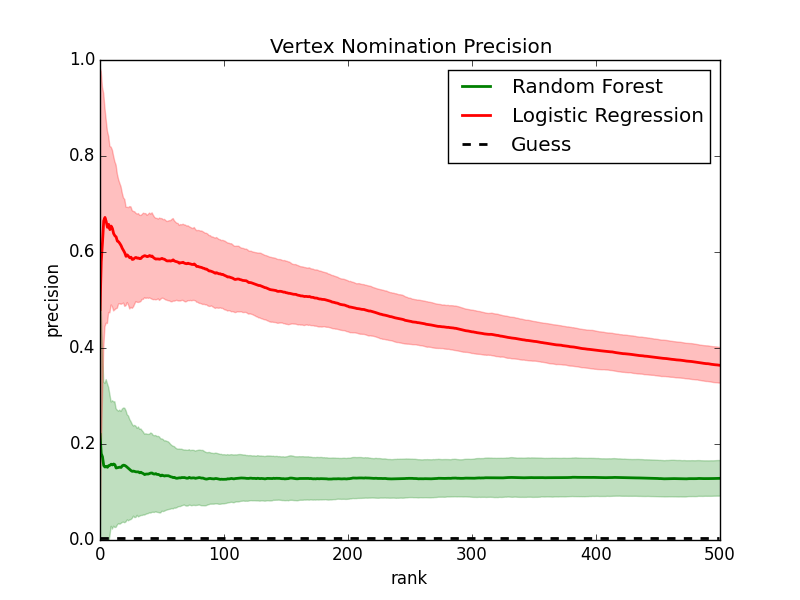 Vertex Nomination Precision
Random Forest
Logistic Regression
Guess
precision
1.0
0.8
0.6
0.4
0.2
0.0
0 100 200 300 400 500
rank